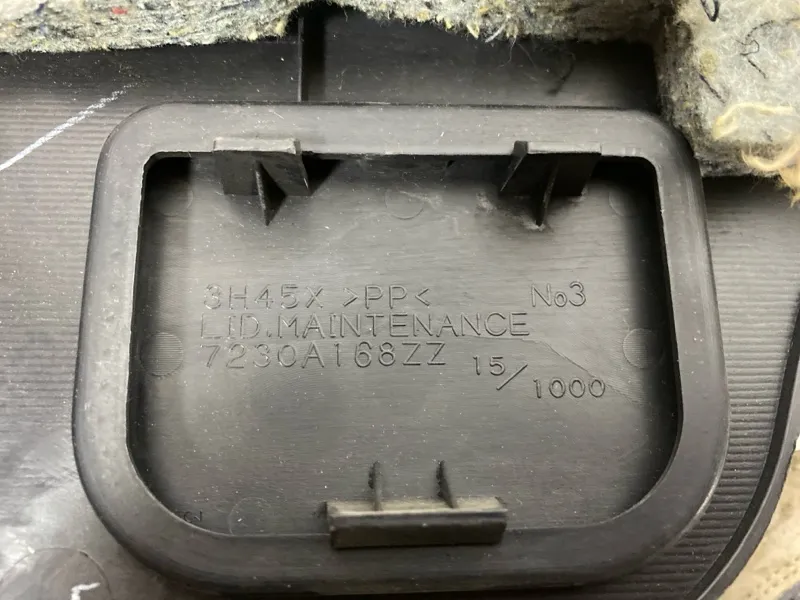 3H45X >PP< No3
LID.MAINTENANCE
7230A168ZZ 15/1000